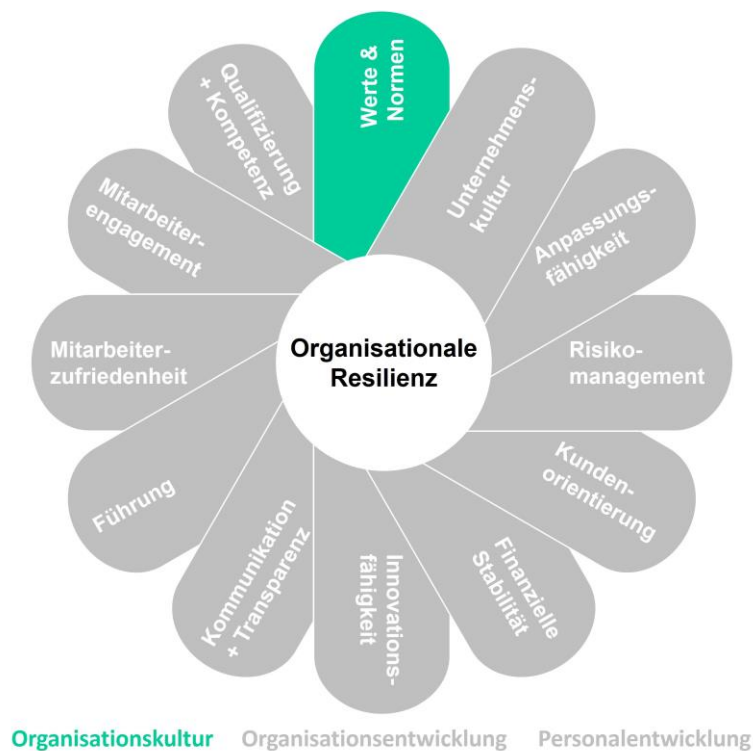 Werte &
Normen
Unternehmens-
kultur
Anpassungs-
fähigkeit
Risiko-
management
Kunden-
orientierung
Finanzielle
Stabilität
Innovations-
fähigkeit
Kommunikation
+ Transparenz
Führung
Mitarbeiter-
zufriedenheit
Mitarbeiter-
engagement
Qualifizierung
+ Kompetenz
Organisationale
Resilienz
Organisationskultur Organisationsentwicklung Personalentwicklung